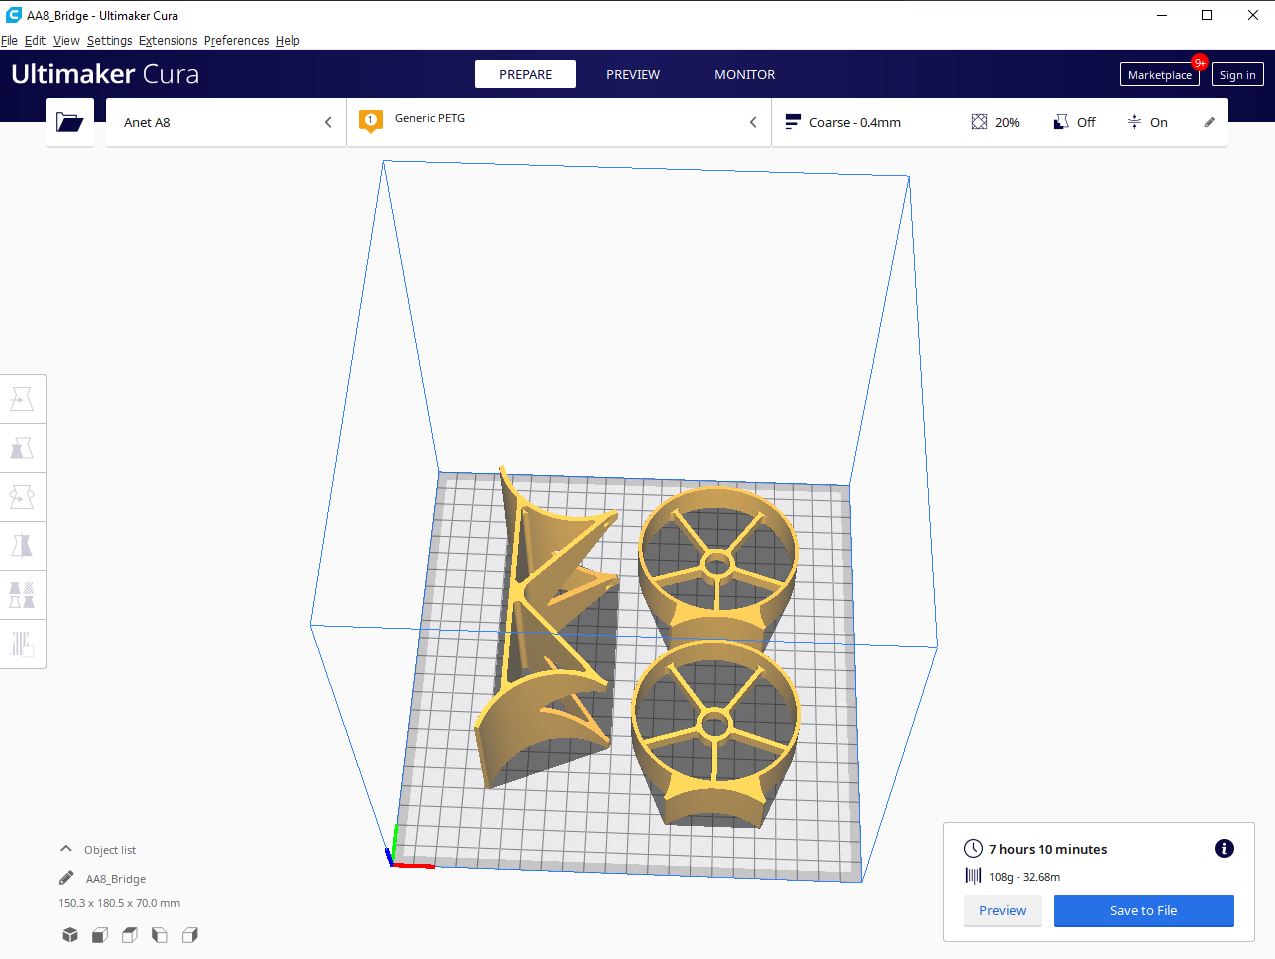 AA8_Bridge - Ultimaker Cura
File Edit View Settings Extensions Preferences Help
Ultimaker Cura
PREPARE
PREVIEW
MONITOR
Marketplace
9+
Sign in
Anet A8
1
Generic PETG
Coarse - 0.4mm
20%
Off
On
Object list
AA8_Bridge
150.3 x 180.5 x 70.0 mm
7 hours 10 minutes
108g · 32.68m
Preview
Save to File